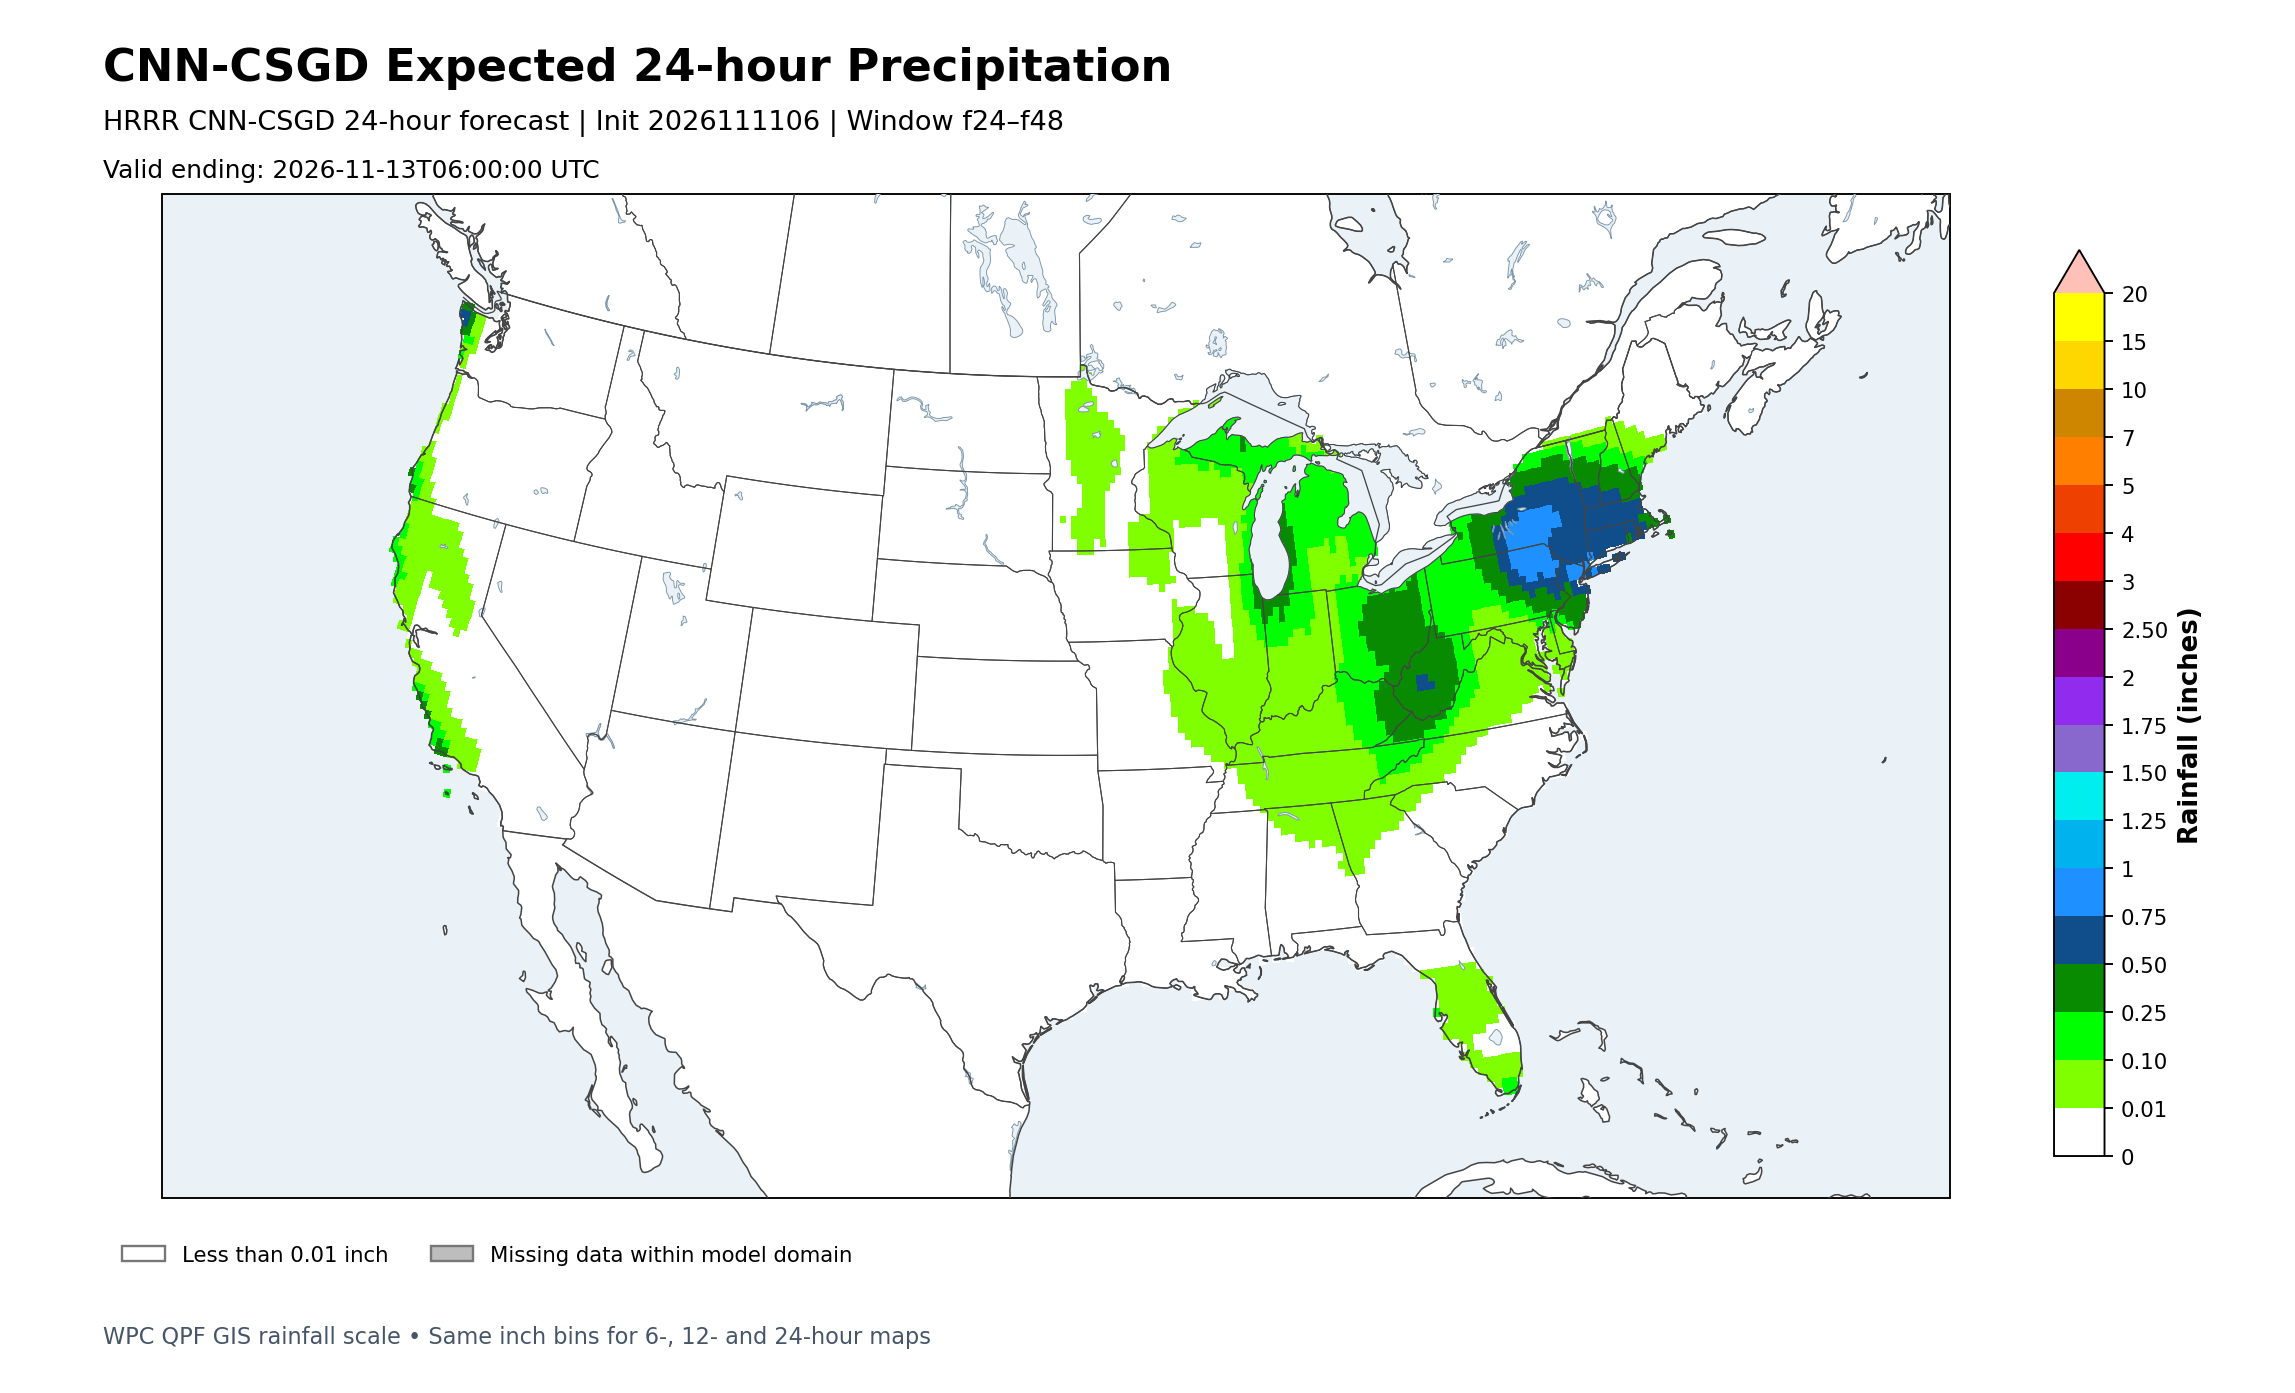 CNN-CSGD Expected 24-hour Precipitation
HRRR CNN-CSGD 24-hour forecast | Init 2026111106 | Window f24–f48
Valid ending: 2026-11-13T06:00:00 UTC
20
15
10
7
5
4
3
2.50
2
1.75
1.50
1.25
1
0.75
0.50
0.25
0.10
0.01
0
Rainfall (inches)
Less than 0.01 inch
Missing data within model domain
WPC QPF GIS rainfall scale • Same inch bins for 6-, 12- and 24-hour maps